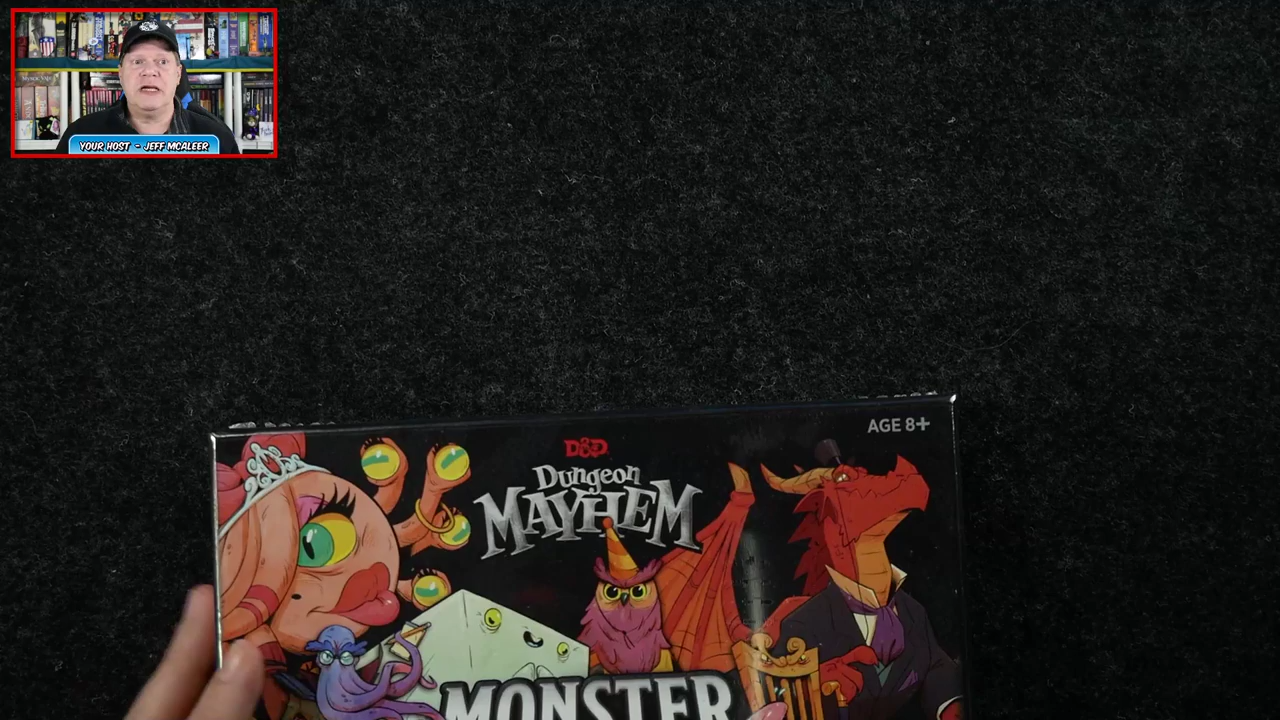 YOUR HOST - JEFF MCALEER
AGE 8+
D&D
Dungeon
MAYHEM
MONSTER